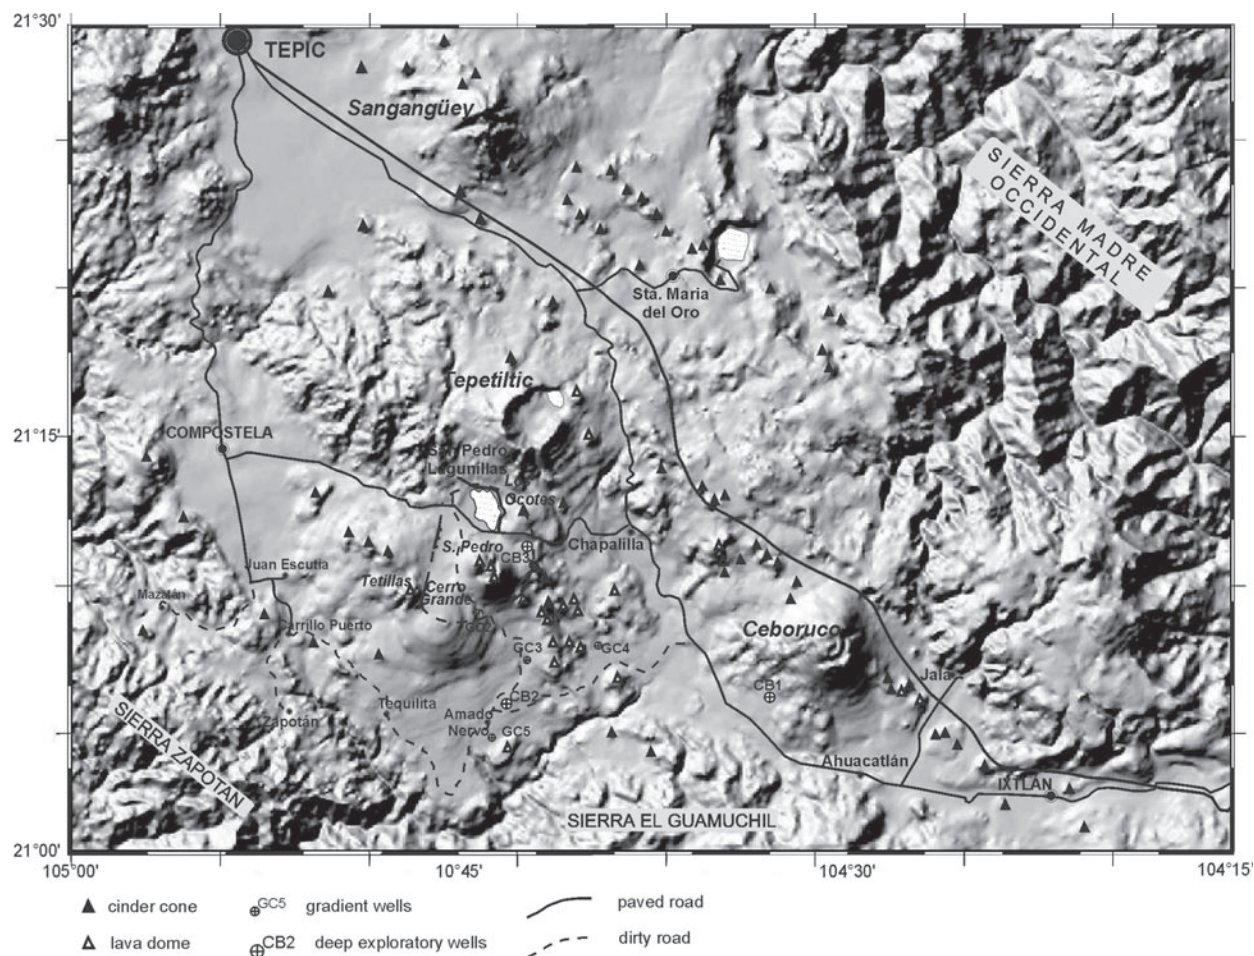 21°30'
TEPIC
Sangangüey
SIERRA MADRE
OCCIDENTAL
Sta. Maria
del Oro
Tepetiltic
21°15'
COMPOSTELA
San Pedro
Lagunillas
Los
Ocotes
S. Pedro
CB3
Chapalilla
Juan Escutia
Tetillas
Cerro
Grande
Mazatán
Carrillo Puerto
GC3
GC4
Ceboruco
Jala
CB1
CB2
Tequilita
Zapotán
Amado
Nervo
GC5
SIERRA ZAPOTAN
Ahuacatlán
IXTLAN
SIERRA EL GUAMUCHIL
21°00'
105°00'
10°45'
104°30'
104°15'
cinder cone
GC5 gradient wells
paved road
lava dome
CB2 deep exploratory wells
dirty road